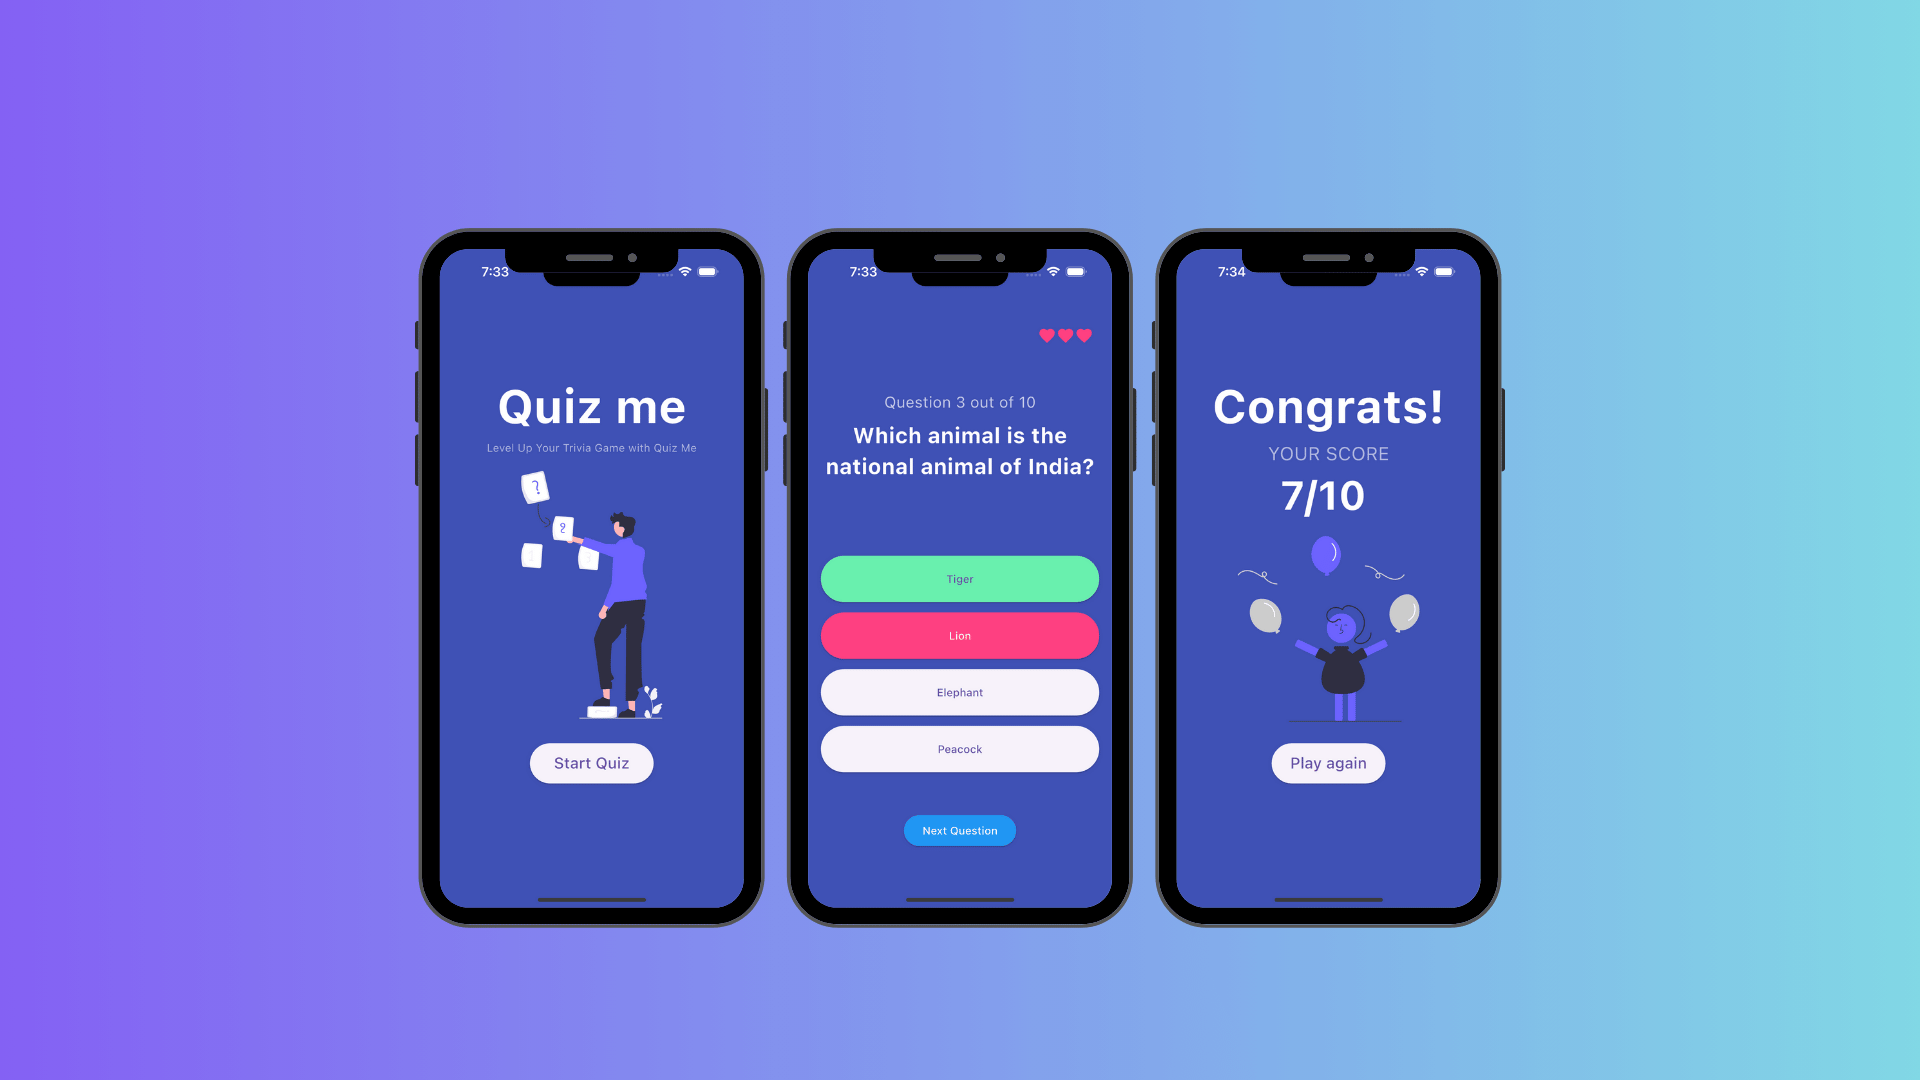 7:33
Quiz me
Level Up Your Trivia Game with Quiz Me
?
?
Start Quiz
7:33
Question 3 out of 10
Which animal is the
national animal of India?
Tiger
Lion
Elephant
Peacock
Next Question
7:34
Congrats!
YOUR SCORE
7/10
Play again